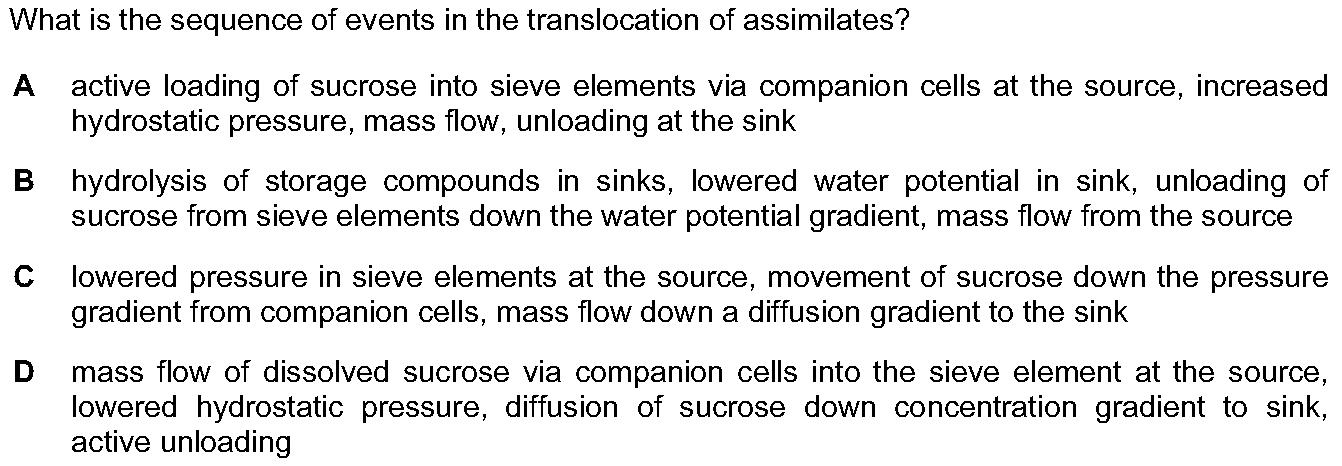 What is the sequence of events in the translocation of assimilates?
A active loading of sucrose into sieve elements via companion cells at the source, increased
hydrostatic pressure, mass flow, unloading at the sink
B hydrolysis of storage compounds in sinks, lowered water potential in sink, unloading of
sucrose from sieve elements down the water potential gradient, mass flow from the source
C lowered pressure in sieve elements at the source, movement of sucrose down the pressure
gradient from companion cells, mass flow down a diffusion gradient to the sink
D mass flow of dissolved sucrose via companion cells into the sieve element at the source,
lowered hydrostatic pressure, diffusion of sucrose down concentration gradient to sink,
active unloading